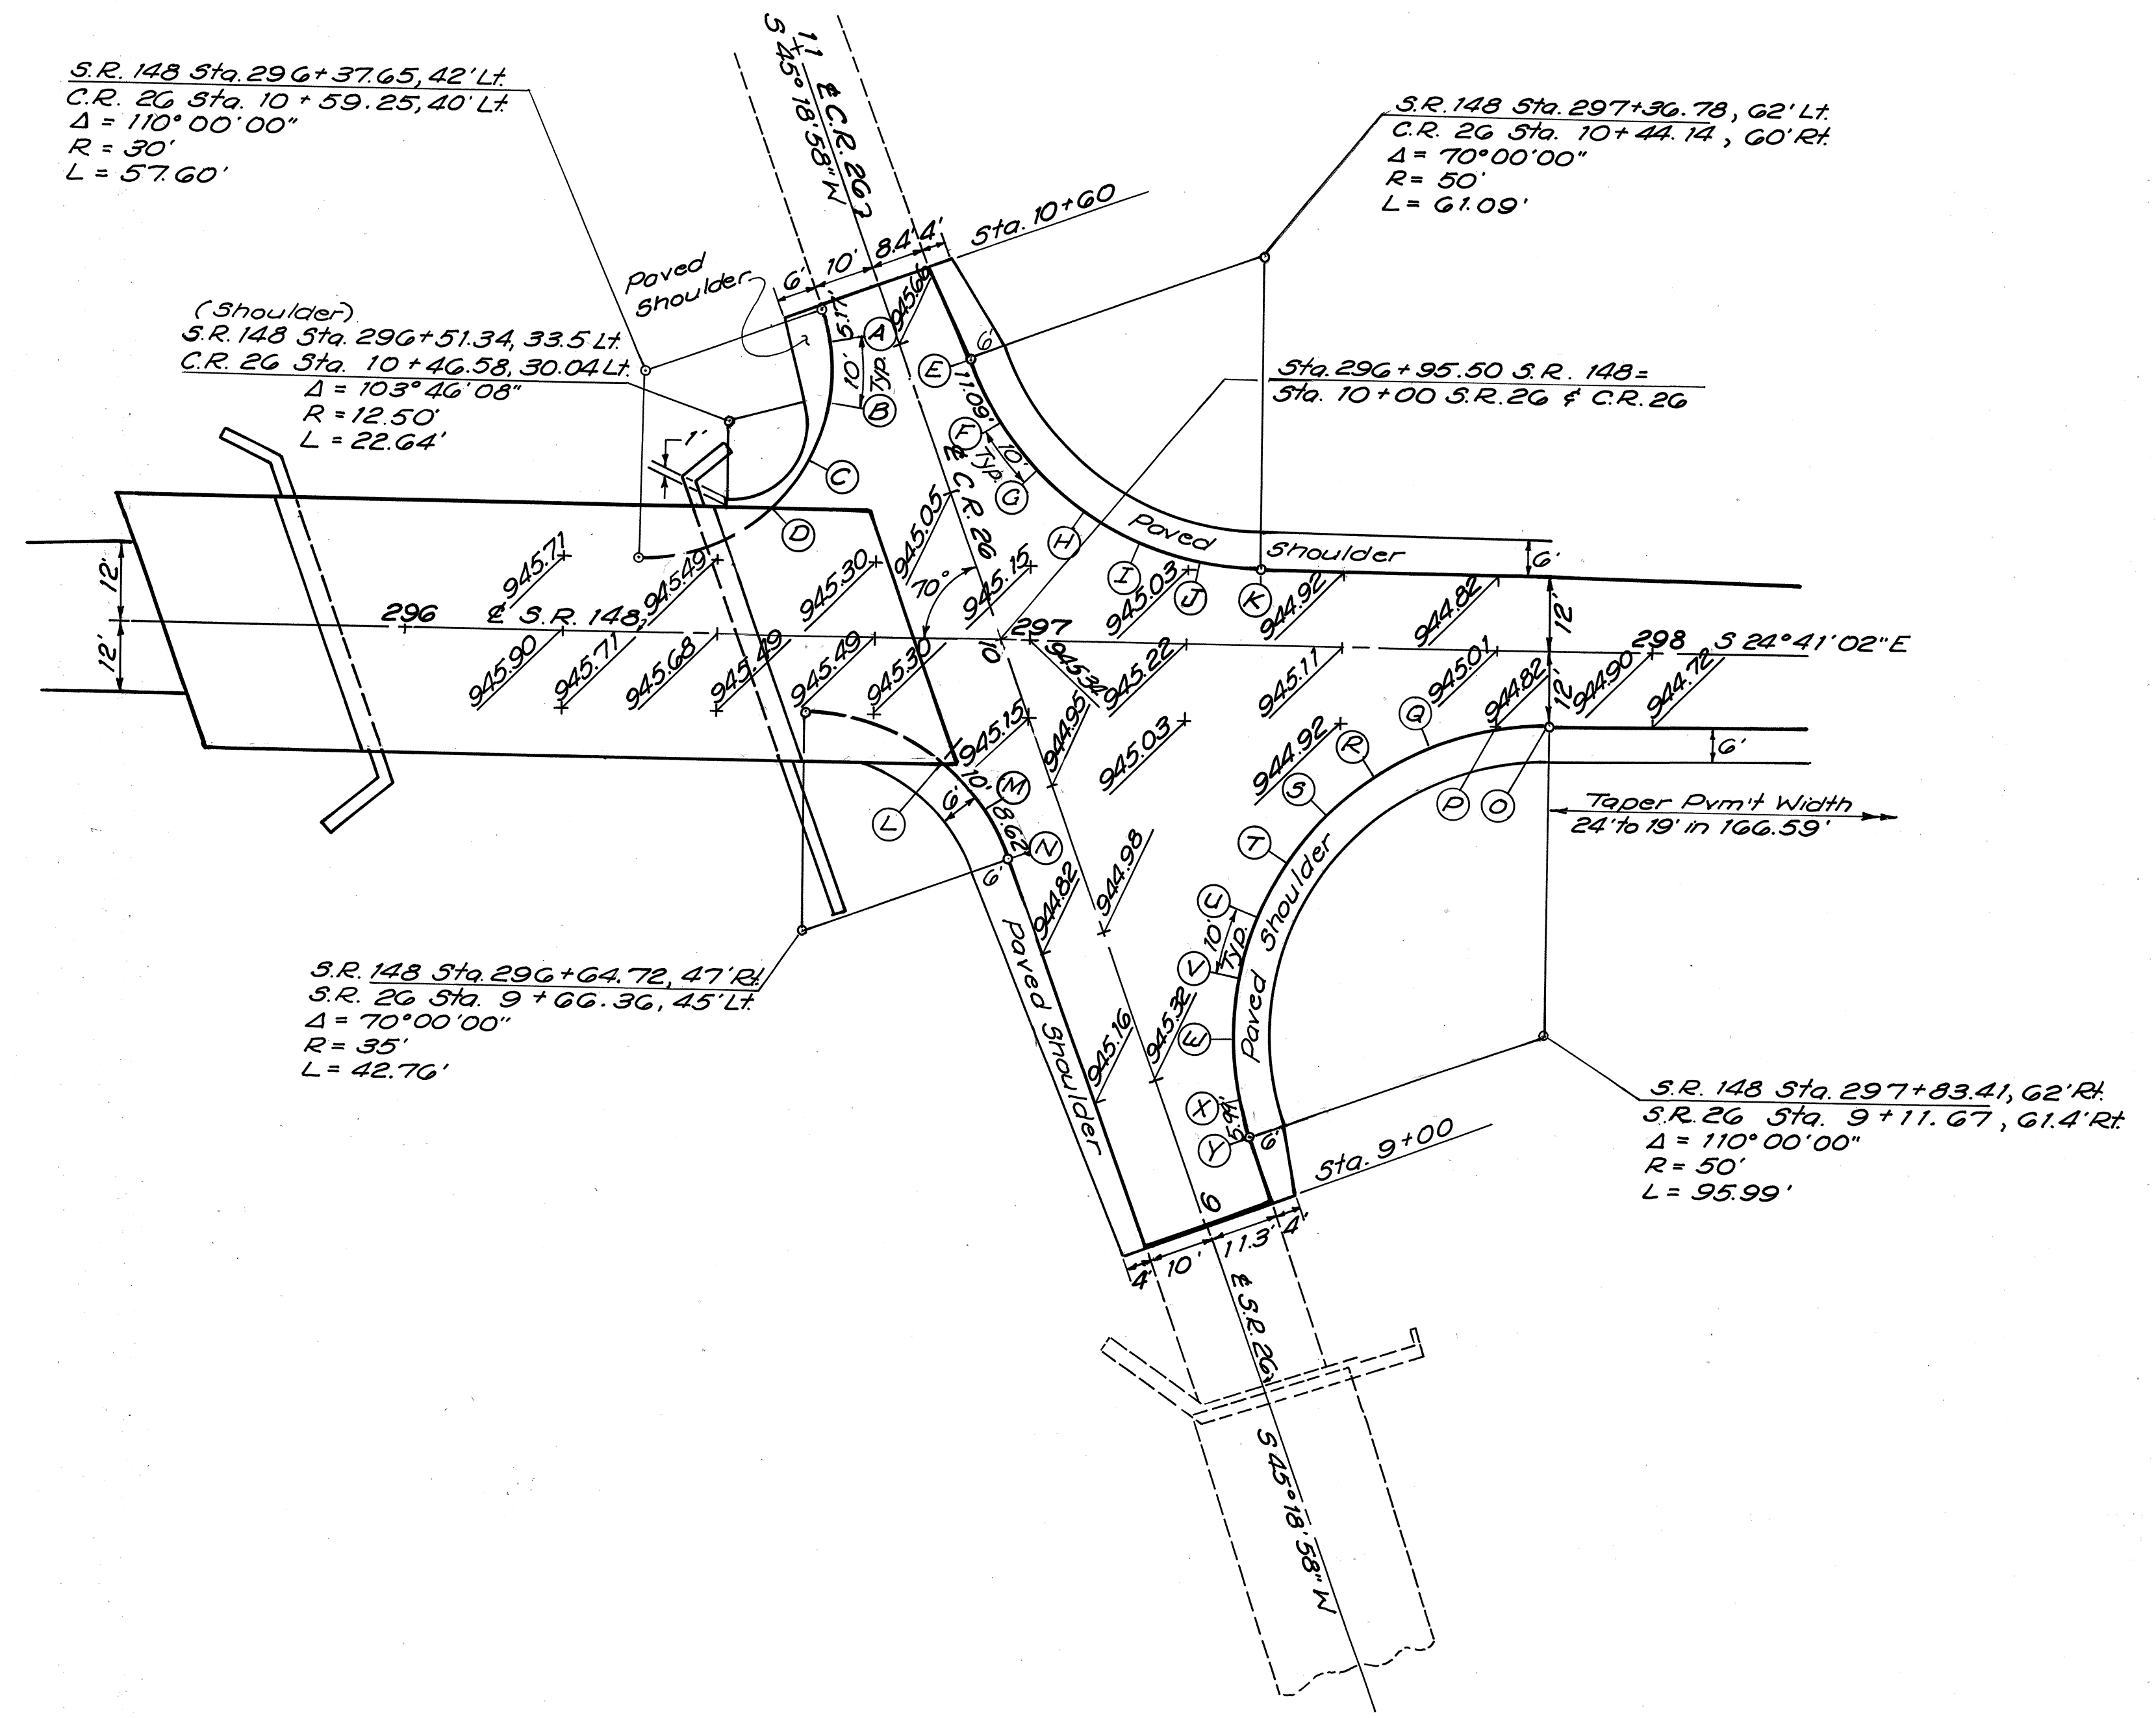 S.R. 148 Sta. 296+37.65, 42' Lt.
C.R. 26 Sta. 10+59.25, 40' Lt.
Δ = 110° 00' 00"
R = 30'
L = 57.60'
(Shoulder)
S.R. 148 Sta. 296+51.34, 33.5 Lt.
C.R. 26 Sta. 10+46.58, 30.04 Lt.
Δ = 103° 46' 08"
R = 12.50'
L = 22.64'
11
℄ C.R. 26
S 45° 18' 58" W
Sta. 10+60
6'
10'
8.4'
4'
Paved
Shoulder
S.R. 148 Sta. 297+36.78, 62' Lt.
C.R. 26 Sta. 10+44.14, 60' Rt.
Δ = 70° 00' 00"
R = 50'
L = 61.09'
Sta. 296+95.50 S.R. 148 =
Sta. 10+00 S.R. 26 & C.R. 26
5.17'
A
945.66
10'
Typ.
B
C
D
E
6'
11.09'
F
10'
Typ.
G
H
I
J
K
1'
℄ C.R. 26
70°
Paved Shoulder
6'
945.71
945.49
945.30
945.05
945.15
945.03
944.92
944.82
12'
12'
296
℄ S.R. 148
10
297
298
S 24° 41' 02" E
12'
12'
945.90
945.71
945.68
945.49
945.49
945.30
945.34
945.22
945.11
945.01
944.82
944.90
944.72
945.15
944.95
945.03
944.92
6'
Taper Pvm't Width
24' to 19' in 166.59'
L
10'
M
6'
8.62
N
6'
O
P
Q
R
S
T
U
10'
Typ.
V
W
X
5.94'
Y
6'
944.82
944.98
945.16
945.32
Paved Shoulder
Paved Shoulder
S.R. 148 Sta. 296+64.72, 47' Rt.
S.R. 26 Sta. 9+66.36, 45' Lt.
Δ = 70° 00' 00"
R = 35'
L = 42.76'
S.R. 148 Sta. 297+83.41, 62' Rt.
S.R. 26 Sta. 9+11.67, 61.4' Rt.
Δ = 110° 00' 00"
R = 50'
L = 95.99'
Sta. 9+00
9
4'
10'
11.3'
4'
℄ S.R. 26
S 45° 18' 58" W